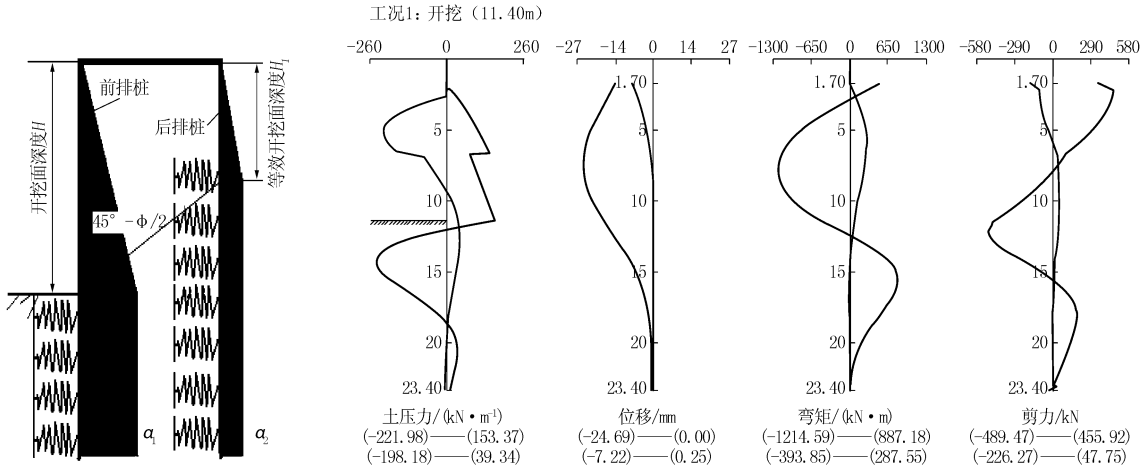 工况1：开挖（11.40m）
-260 0 260 -27 -14 0 14 27 -1300 -650 0 650 1300 -580 -290 0 290 580
前排桩
后排桩
开挖面深度H
等效开挖面深度H₁
45°-φ/2
α₁ α₂
1.70 1.70 1.70
5 5 5 5
10 10 10 10
15 15 15 15
20 20 20 20
23.40 23.40 23.40 23.40
土压力/(kN·m⁻¹) 位移/mm 弯矩/(kN·m) 剪力/kN
(-221.98)——(153.37) (-24.69)——(0.00) (-1214.59)——(887.18) (-489.47)——(455.92)
(-198.18)——(39.34) (-7.22)——(0.25) (-393.85)——(287.55) (-226.27)——(47.75)